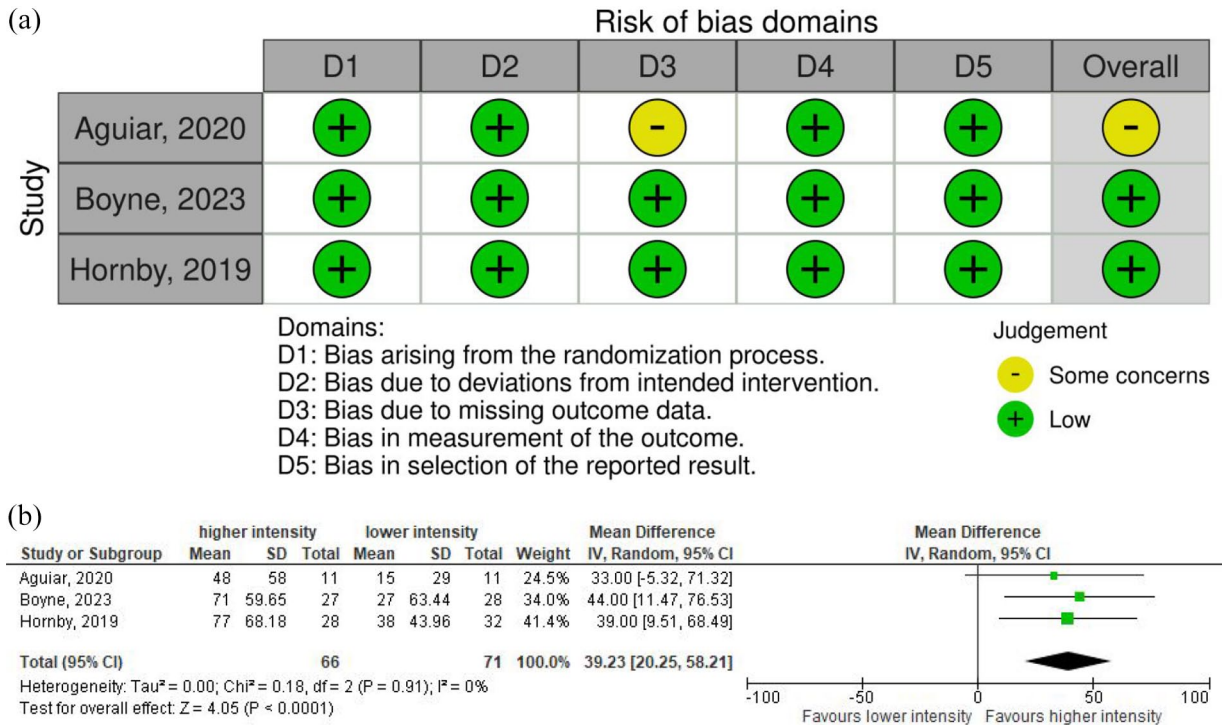 (a)
Risk of bias domains
D1 D2 D3 D4 D5 Overall
Study
Aguiar, 2020 + + - + + -
Boyne, 2023 + + + + + +
Hornby, 2019 + + + + + +
Domains:
D1: Bias arising from the randomization process.
D2: Bias due to deviations from intended intervention.
D3: Bias due to missing outcome data.
D4: Bias in measurement of the outcome.
D5: Bias in selection of the reported result.
Judgement
- Some concerns
+ Low
(b)
higher intensity lower intensity Mean Difference Mean Difference
Study or Subgroup Mean SD Total Mean SD Total Weight IV, Random, 95% CI IV, Random, 95% CI
Aguiar, 2020 48 58 11 15 29 11 24.5% 33.00 [-5.32, 71.32]
Boyne, 2023 71 59.65 27 27 63.44 28 34.0% 44.00 [11.47, 76.53]
Hornby, 2019 77 68.18 28 38 43.96 32 41.4% 39.00 [9.51, 68.49]
Total (95% CI) 66 71 100.0% 39.23 [20.25, 58.21]
Heterogeneity: Tau² = 0.00; Chi² = 0.18, df = 2 (P = 0.91); I² = 0%
Test for overall effect: Z = 4.05 (P < 0.0001)
-100 -50 0 50 100
Favours lower intensity Favours higher intensity